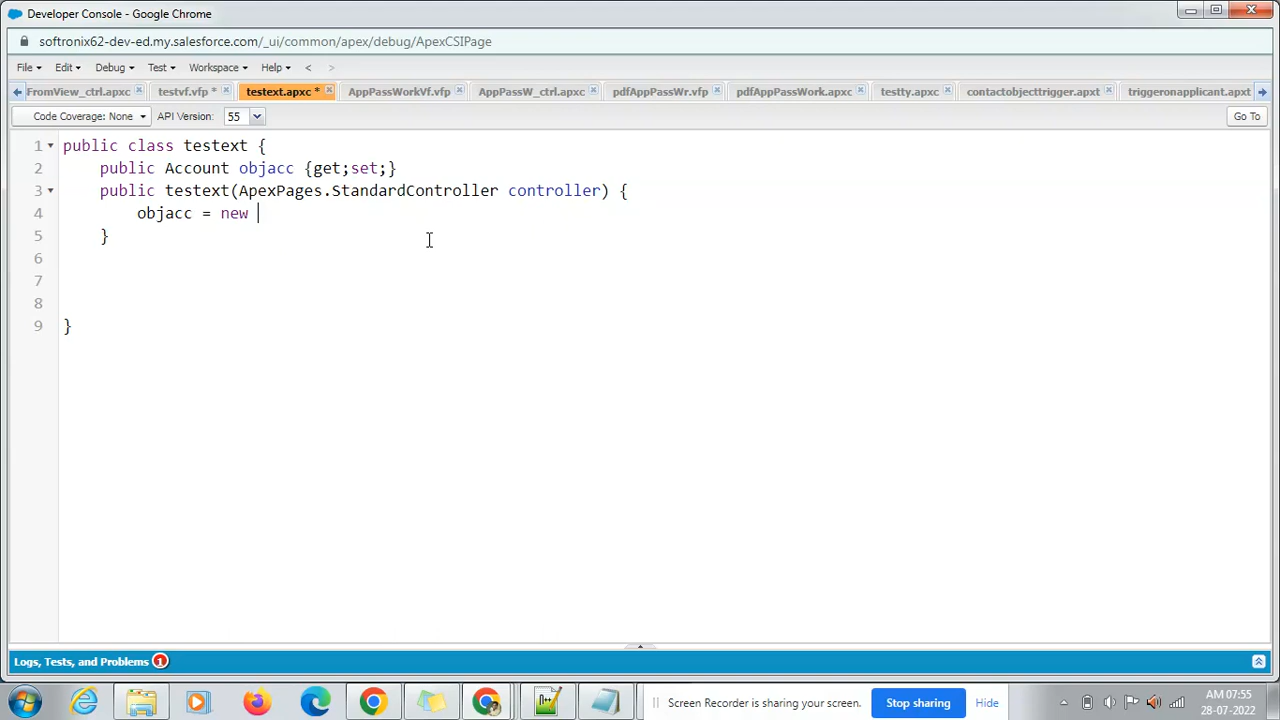 Developer Console - Google Chrome
softronix62-dev-ed.my.salesforce.com/_ui/common/apex/debug/ApexCSIPage
File Edit Debug Test Workspace Help < >
FromView_ctrl.apxc testvf.vfp * testext.apxc * AppPassWorkVf.vfp AppPassW_ctrl.apxc pdfAppPassWr.vfp pdfAppPassWork.apxc testty.apxc contactobjecttrigger.apxt triggeronapplicant.apxt
Code Coverage: None API Version: 55 Go To
1 public class testext {
2 public Account objacc {get;set;}
3 public testext(ApexPages.StandardController controller) {
4 objacc = new
5 }
6
7
8
9 }
Logs, Tests, and Problems 1
Screen Recorder is sharing your screen. Stop sharing Hide
AM 07:55
28-07-2022